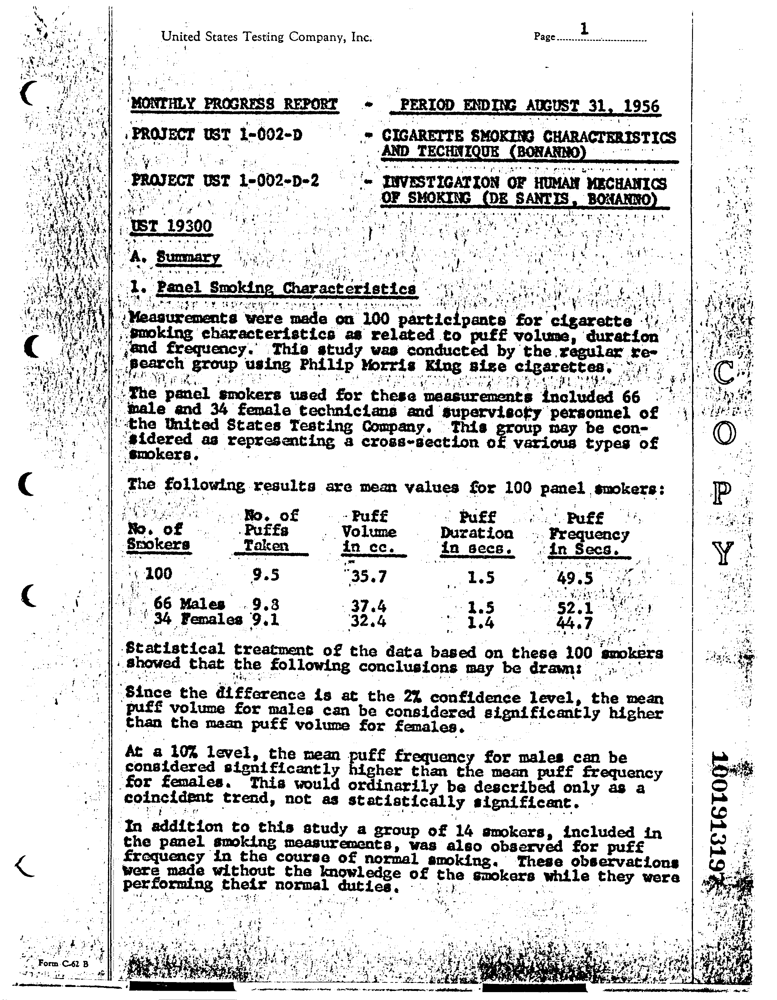 United States Testing Company, Inc.
Page 1
MONTHLY PROGRESS REPORT - PERIOD ENDING AUGUST 31, 1956
PROJECT UST 1-002-D - CIGARETTE SMOKING CHARACTERISTICS
AND TECHNIQUE (BONANNO)
PROJECT UST 1-002-D-2 - INVESTIGATION OF HUMAN MECHANICS
OF SMOKING (DE SANTIS, BONANNO)
UST 19300
A. Summary
1. Panel Smoking Characteristics
Measurements were made on 100 participants for cigarette
smoking characteristics as related to puff volume, duration
and frequency. This study was conducted by the regular re-
search group using Philip Morris King size cigarettes.
The panel smokers used for these measurements included 66
male and 34 female technicians and supervisoty personnel of
the United States Testing Company. This group may be con-
sidered as representing a cross-section of various types of
smokers.
The following results are mean values for 100 panel smokers:
No. of Puff Puff Puff
No. of Puffs Volume Duration Frequency
Smokers Taken in cc. in secs. in Secs.
100 9.5 35.7 1.5 49.5
66 Males 9.8 37.4 1.5 52.1
34 Females 9.1 32.4 1.4 44.7
Statistical treatment of the data based on these 100 smokers
showed that the following conclusions may be drawn:
Since the difference is at the 2% confidence level, the mean
puff volume for males can be considered significantly higher
than the mean puff volume for females.
At a 10% level, the mean puff frequency for males can be
considered significantly higher than the mean puff frequency
for females. This would ordinarily be described only as a
coincident trend, not as statistically significant.
In addition to this study a group of 14 smokers, included in
the panel smoking measurements, was also observed for puff
frequency in the course of normal smoking. These observations
were made without the knowledge of the smokers while they were
performing their normal duties.
Form C-61 B
COPY
1001913197